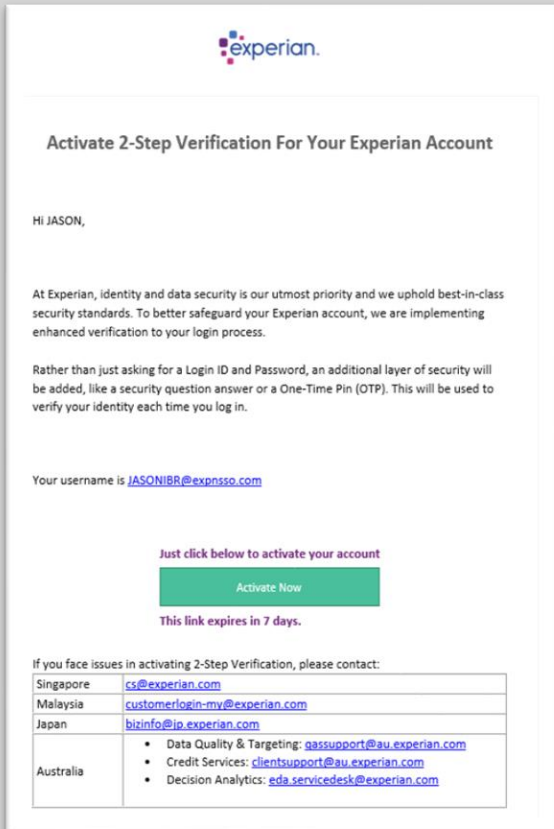 experian.
Activate 2-Step Verification For Your Experian Account
Hi JASON,
At Experian, identity and data security is our utmost priority and we uphold best-in-class
security standards. To better safeguard your Experian account, we are implementing
enhanced verification to your login process.
Rather than just asking for a Login ID and Password, an additional layer of security will
be added, like a security question answer or a One-Time Pin (OTP). This will be used to
verify your identity each time you log in.
Your username is JASONIBR@expnsso.com
Just click below to activate your account
Activate Now
This link expires in 7 days.
If you face issues in activating 2-Step Verification, please contact:
Singapore cs@experian.com
Malaysia customerlogin-my@experian.com
Japan bizinfo@jp.experian.com
Australia
• Data Quality & Targeting: qassupport@au.experian.com
• Credit Services: clientsupport@au.experian.com
• Decision Analytics: eda.servicedesk@experian.com